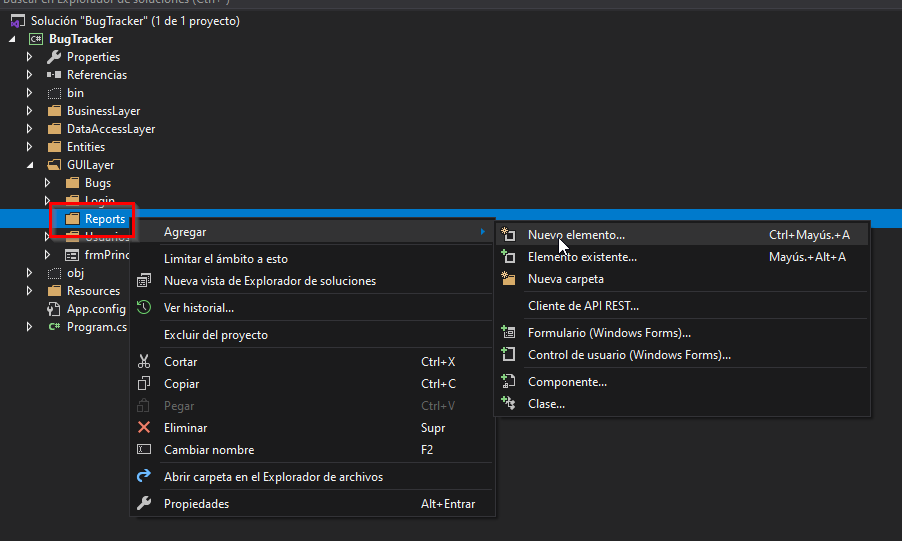 Buscar en Explorador de soluciones (Ctrl+')
Solución "BugTracker" (1 de 1 proyecto)
BugTracker
Properties
Referencias
bin
BusinessLayer
DataAccessLayer
Entities
GUILayer
Bugs
Login
Reports
Usuarios
frmPrinc
obj
Resources
App.config
Program.cs
Agregar
Limitar el ámbito a esto
Nueva vista de Explorador de soluciones
Ver historial...
Excluir del proyecto
Cortar Ctrl+X
Copiar Ctrl+C
Pegar Ctrl+V
Eliminar Supr
Cambiar nombre F2
Abrir carpeta en el Explorador de archivos
Propiedades Alt+Entrar
Nuevo elemento... Ctrl+Mayús.+A
Elemento existente... Mayús.+Alt+A
Nueva carpeta
Cliente de API REST...
Formulario (Windows Forms)...
Control de usuario (Windows Forms)...
Componente...
Clase...